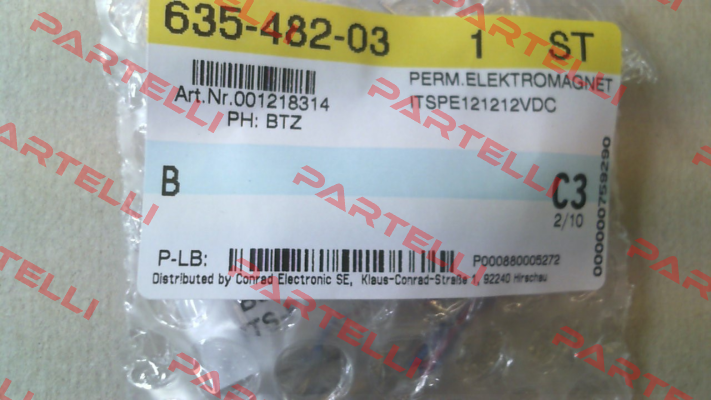 635-482-03 1 ST
PERM.ELEKTROMAGNET
ITSPE121212VDC
Art.Nr.001218314
PH: BTZ
B
C3
2/10
000000759290
P-LB: P000880005272
Distributed by Conrad Electronic SE, Klaus-Conrad-Straße 1, 92240 Hirschau
PARTELLI
PARTELLI
PARTELLI
PARTELLI
PARTELLI
PARTELLI
PARTELLI